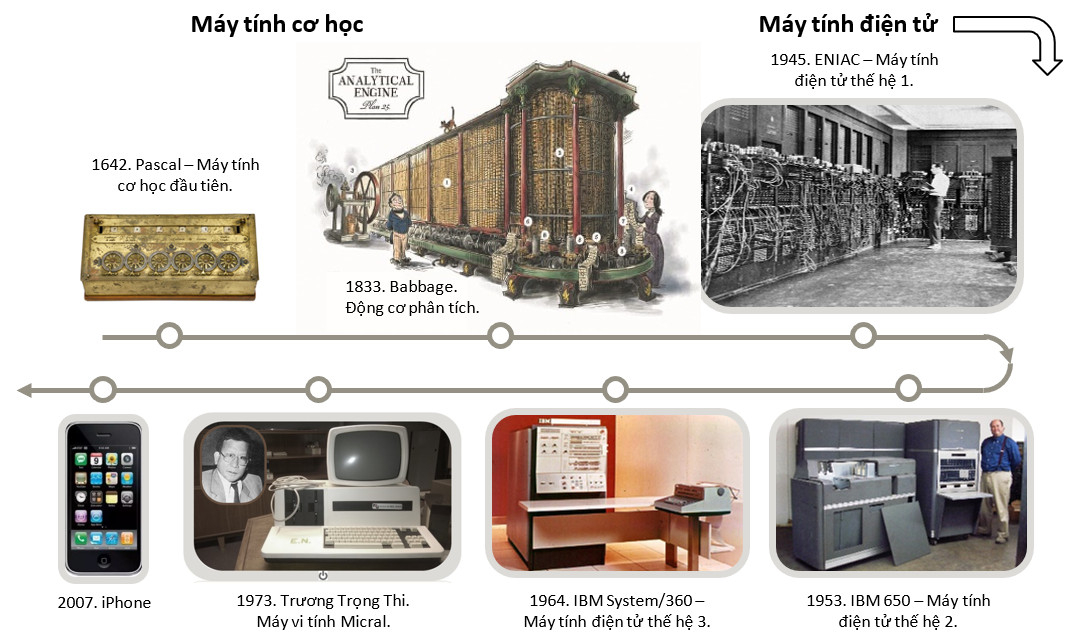 Máy tính cơ học
Máy tính điện tử
1945. ENIAC – Máy tính
điện tử thế hệ 1.
The
ANALYTICAL
ENGINE
Plan 25
1642. Pascal – Máy tính
cơ học đầu tiên.
1833. Babbage.
Động cơ phân tích.
IBM
E.N.
2007. iPhone
1973. Trương Trọng Thi.
Máy vi tính Micral.
1964. IBM System/360 –
Máy tính điện tử thế hệ 3.
1953. IBM 650 – Máy tính
điện tử thế hệ 2.